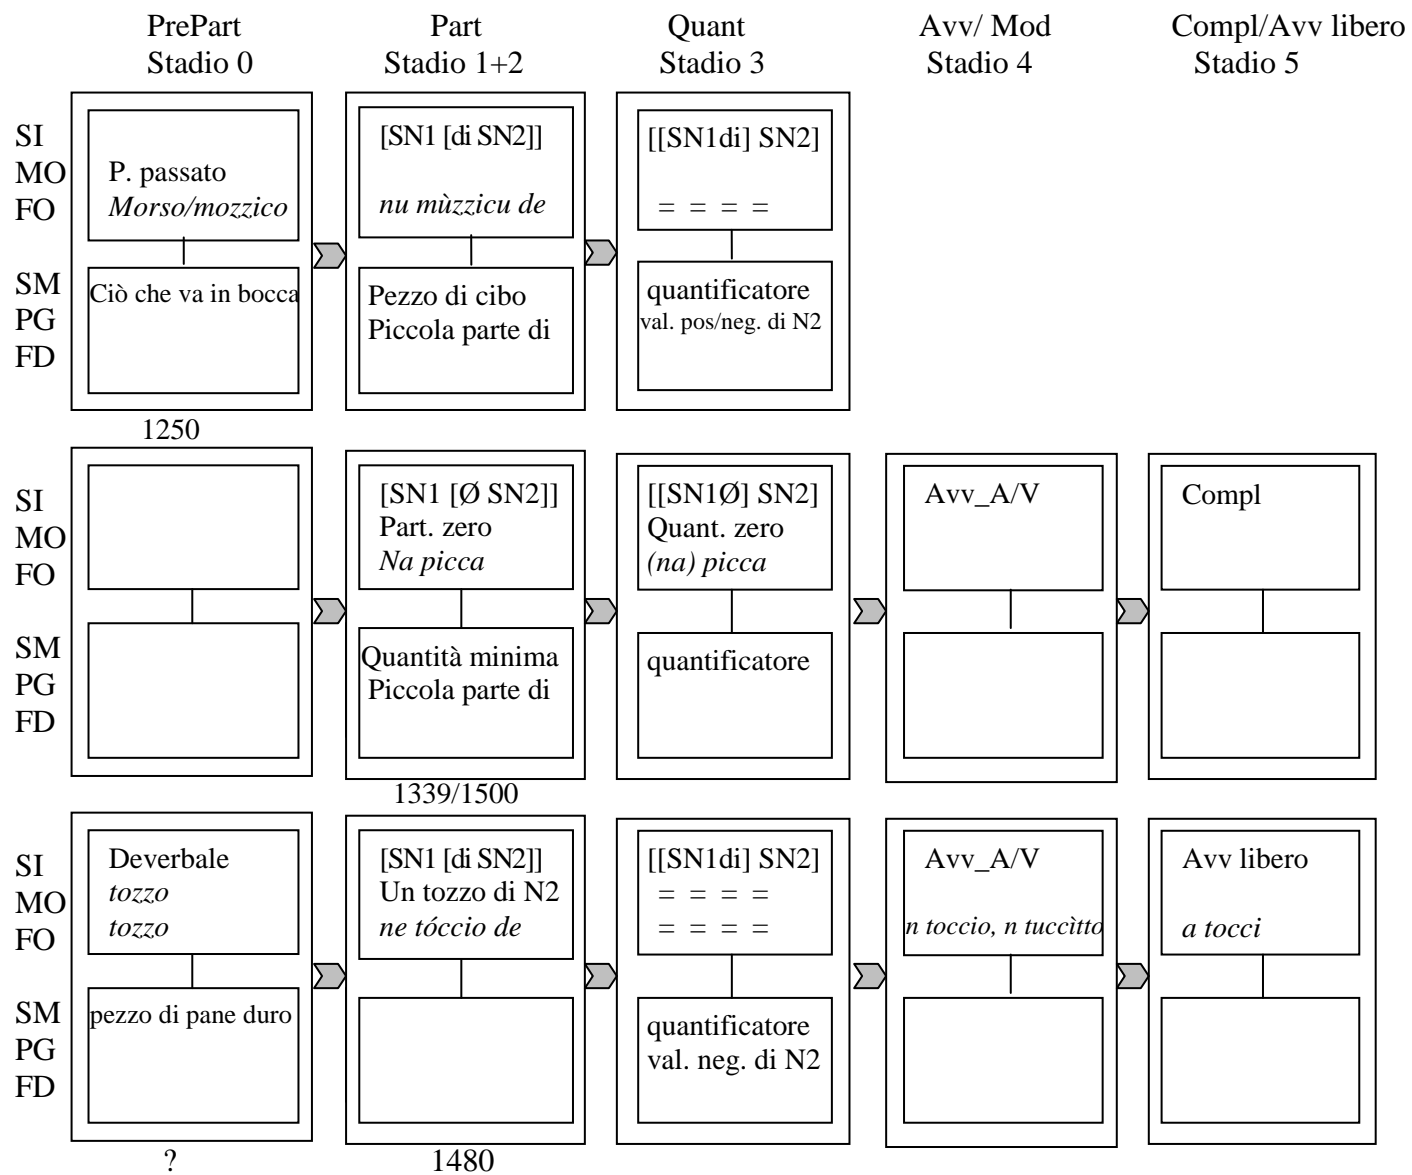 PrePart Part Quant Avv/ Mod Compl/Avv libero
Stadio 0 Stadio 1+2 Stadio 3 Stadio 4 Stadio 5
SI [SN1 [di SN2]] [[SN1di] SN2]
MO P. passato
FO Morso/mozzico nu mùzzicu de = = = =
SM Ciò che va in bocca Pezzo di cibo quantificatore
PG Piccola parte di val. pos/neg. di N2
FD
1250
SI [SN1 [Ø SN2]] [[SN1Ø] SN2] Avv_A/V Compl
MO Part. zero Quant. zero
FO Na picca (na) picca
SM Quantità minima quantificatore
PG Piccola parte di
FD
1339/1500
SI Deverbale [SN1 [di SN2]] [[SN1di] SN2] Avv_A/V Avv libero
MO tozzo Un tozzo di N2 = = = =
FO tozzo ne tóccio de = = = = n toccio, n tuccìtto a tocci
SM pezzo di pane duro quantificatore
PG val. neg. di N2
FD
? 1480